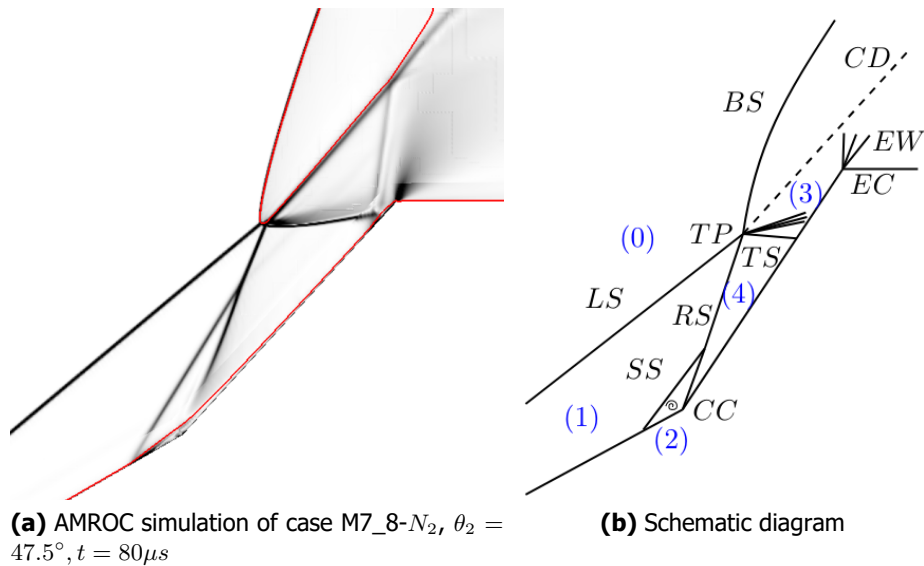 BS
CD
EW
EC
(3)
TP
(0)
TS
(4)
LS
RS
SS
CC
(1)
(2)
(a) AMROC simulation of case M7_8-N₂, θ₂ =
47.5°, t = 80μs
(b) Schematic diagram